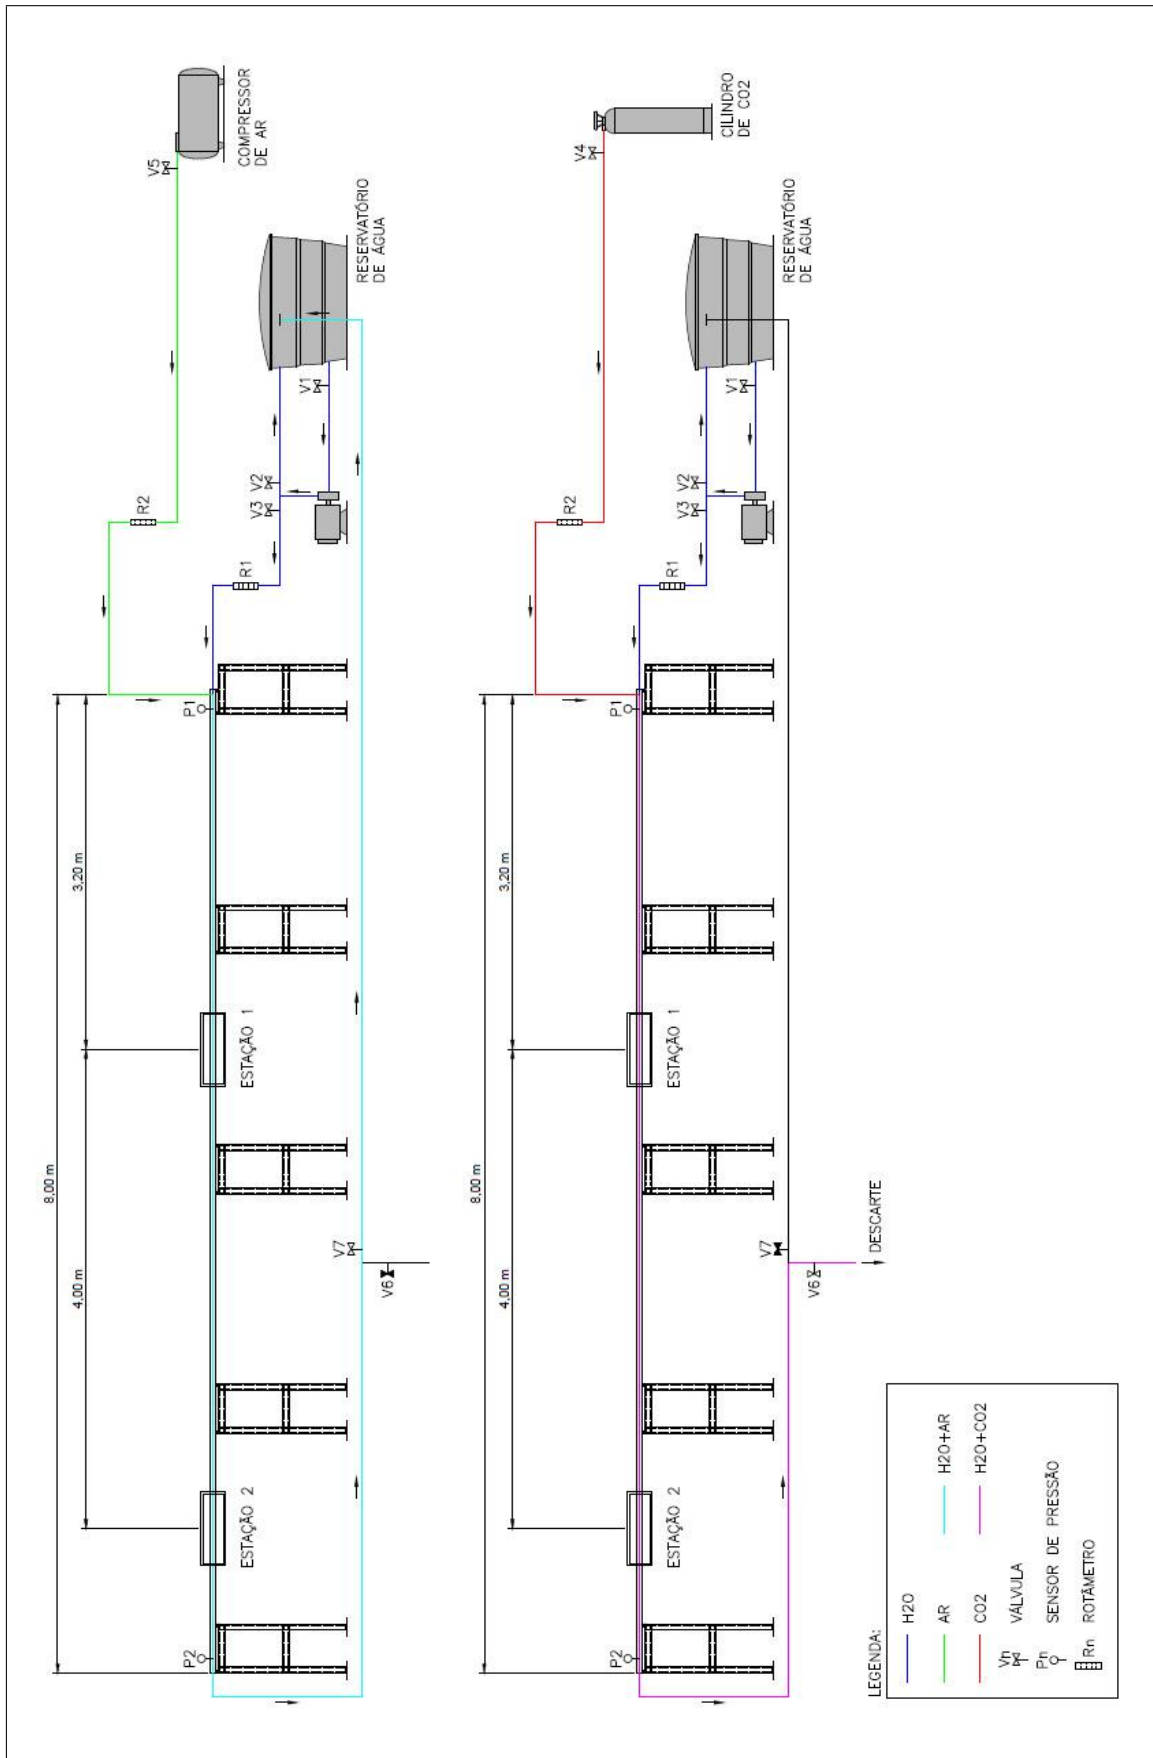 COMPRESSOR
DE AR
V5
R2
RESERVATÓRIO
DE ÁGUA
V1
V2
V3
R1
P1
8,00 m
3,20 m
4,00 m
ESTAÇÃO 1
ESTAÇÃO 2
V7
V6
P2
CILINDRO
DE CO2
V4
R2
RESERVATÓRIO
DE ÁGUA
V1
V2
V3
R1
P1
8,00 m
3,20 m
4,00 m
ESTAÇÃO 1
ESTAÇÃO 2
V7
V6
DESCARTE
P2
LEGENDA:
H2O
AR
CO2
H2O+AR
H2O+CO2
Vn VÁLVULA
Pn SENSOR DE PRESSÃO
Rn ROTÂMETRO